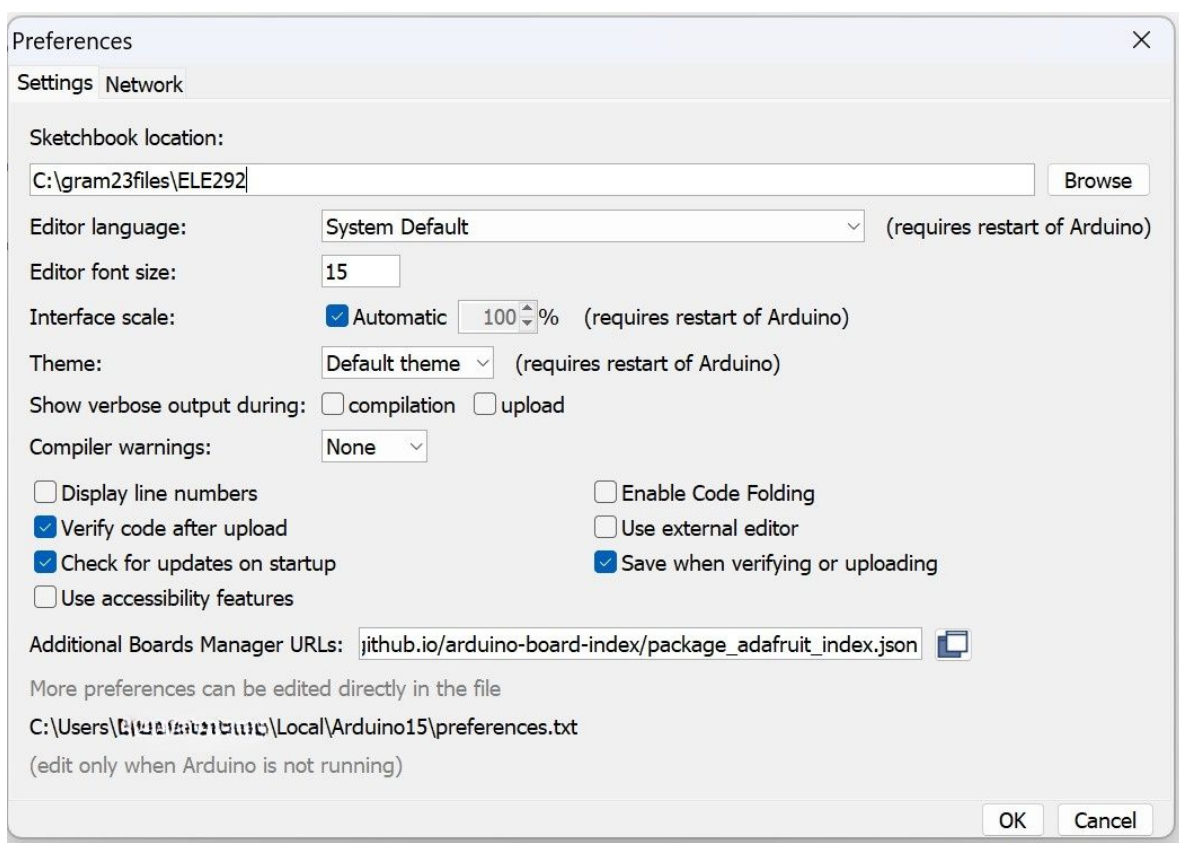 Preferences
Settings Network
Sketchbook location:
C:\gram23files\ELE292
Browse
Editor language: System Default (requires restart of Arduino)
Editor font size: 15
Interface scale: Automatic 100 % (requires restart of Arduino)
Theme: Default theme (requires restart of Arduino)
Show verbose output during: compilation upload
Compiler warnings: None
Display line numbers Enable Code Folding
Verify code after upload Use external editor
Check for updates on startup Save when verifying or uploading
Use accessibility features
Additional Boards Manager URLs: github.io/arduino-board-index/package_adafruit_index.json
More preferences can be edited directly in the file
C:\Users\ \Local\Arduino15\preferences.txt
(edit only when Arduino is not running)
OK Cancel